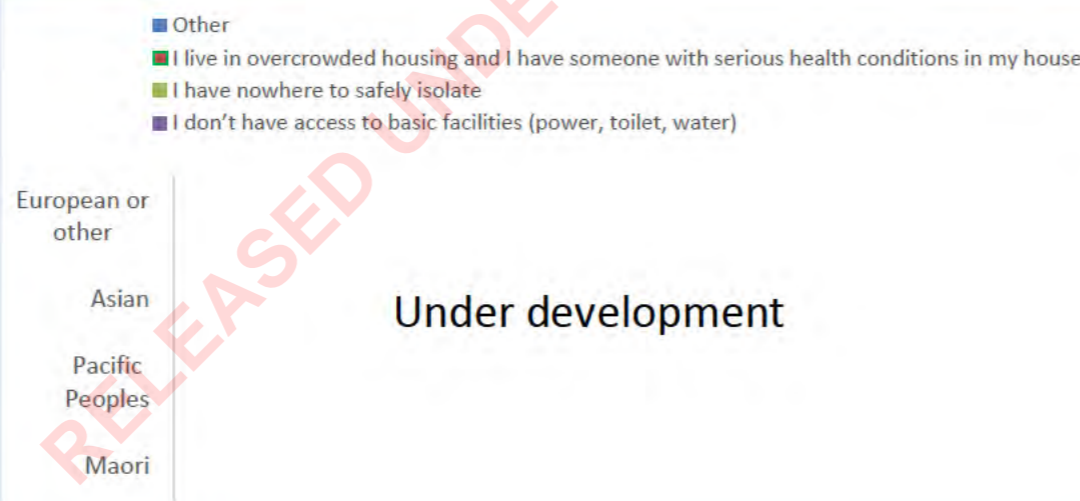 Other
I live in overcrowded housing and I have someone with serious health conditions in my house
I have nowhere to safely isolate
I don't have access to basic facilities (power, toilet, water)
European or
other
Asian
Under development
Pacific
Peoples
Maori
RELEASED UNDE